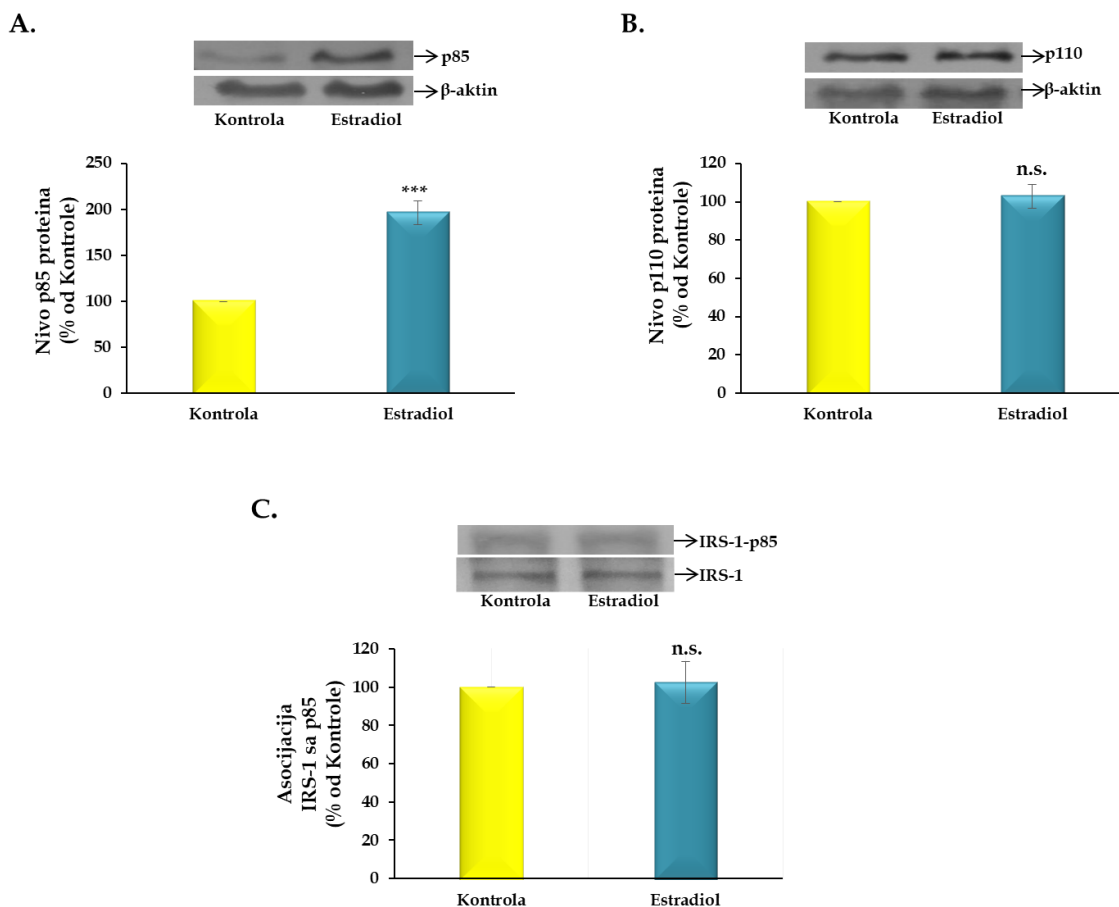 A.
p85
β-aktin
Kontrola Estradiol
Nivo p85 proteina
(% od Kontrole)
250
200
150
100
50
0
***
Kontrola Estradiol
B.
p110
β-aktin
Kontrola Estradiol
Nivo p110 proteina
(% od Kontrole)
120
100
80
60
40
20
0
n.s.
Kontrola Estradiol
C.
IRS-1-p85
IRS-1
Kontrola Estradiol
Asocijacija
IRS-1 sa p85
(% od Kontrole)
120
100
80
60
40
20
0
n.s.
Kontrola Estradiol